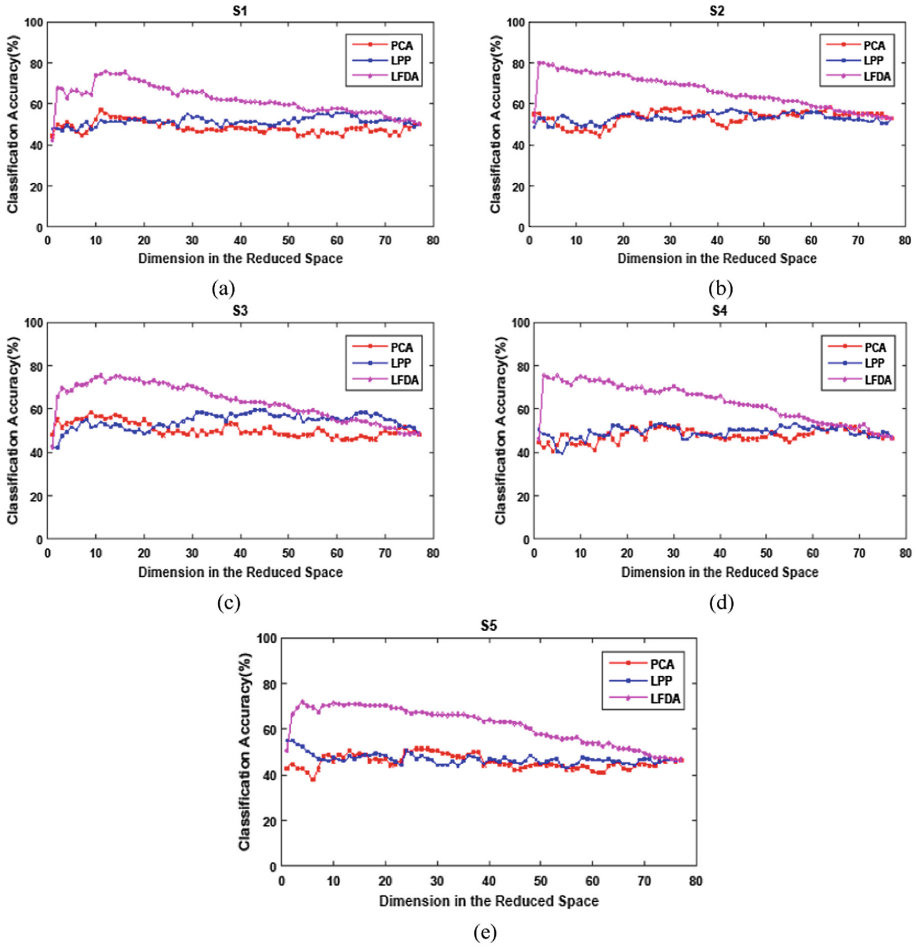 S1
Classification Accuracy(%)
100
80
60
40
20
0
PCA
LPP
LFDA
0 10 20 30 40 50 60 70 80
Dimension in the Reduced Space
(a)
S2
Classification Accuracy(%)
100
80
60
40
20
0
PCA
LPP
LFDA
0 10 20 30 40 50 60 70 80
Dimension in the Reduced Space
(b)
S3
Classification Accuracy(%)
100
80
60
40
20
0
PCA
LPP
LFDA
0 10 20 30 40 50 60 70 80
Dimension in the Reduced Space
(c)
S4
Classification Accuracy(%)
100
80
60
40
20
0
PCA
LPP
LFDA
0 10 20 30 40 50 60 70 80
Dimension in the Reduced Space
(d)
S5
Classification Accuracy(%)
100
80
60
40
20
0
PCA
LPP
LFDA
0 10 20 30 40 50 60 70 80
Dimension in the Reduced Space
(e)